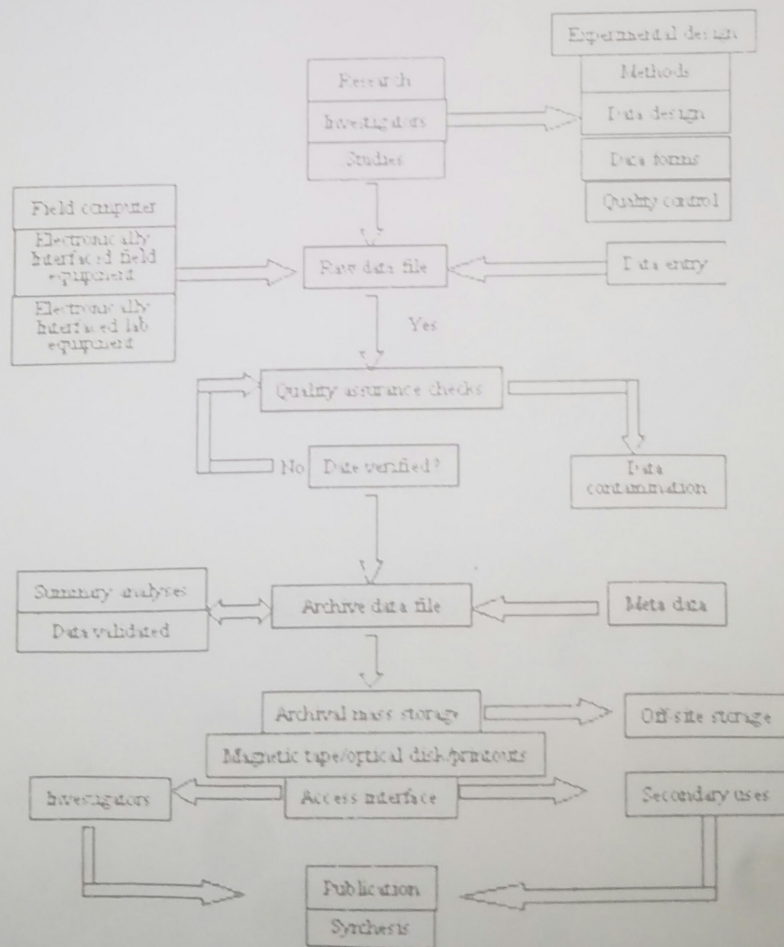 Experimental design
Research
Methods
Investigators
Data design
Studies
Data forms
Field computer
Quality control
Electronically
Interfaced field
equipment
Raw data file
Data entry
Electronically
Interfaced lab
equipment
Yes
Quality assurance checks
No
Date verified?
Data
contamination
Summary analyses
Archive data file
Meta data
Data validated
Archival mass storage
Off-site storage
Magnetic tape/optical disk/printouts
Investigators
Access interface
Secondary uses
Publication
Synthesis